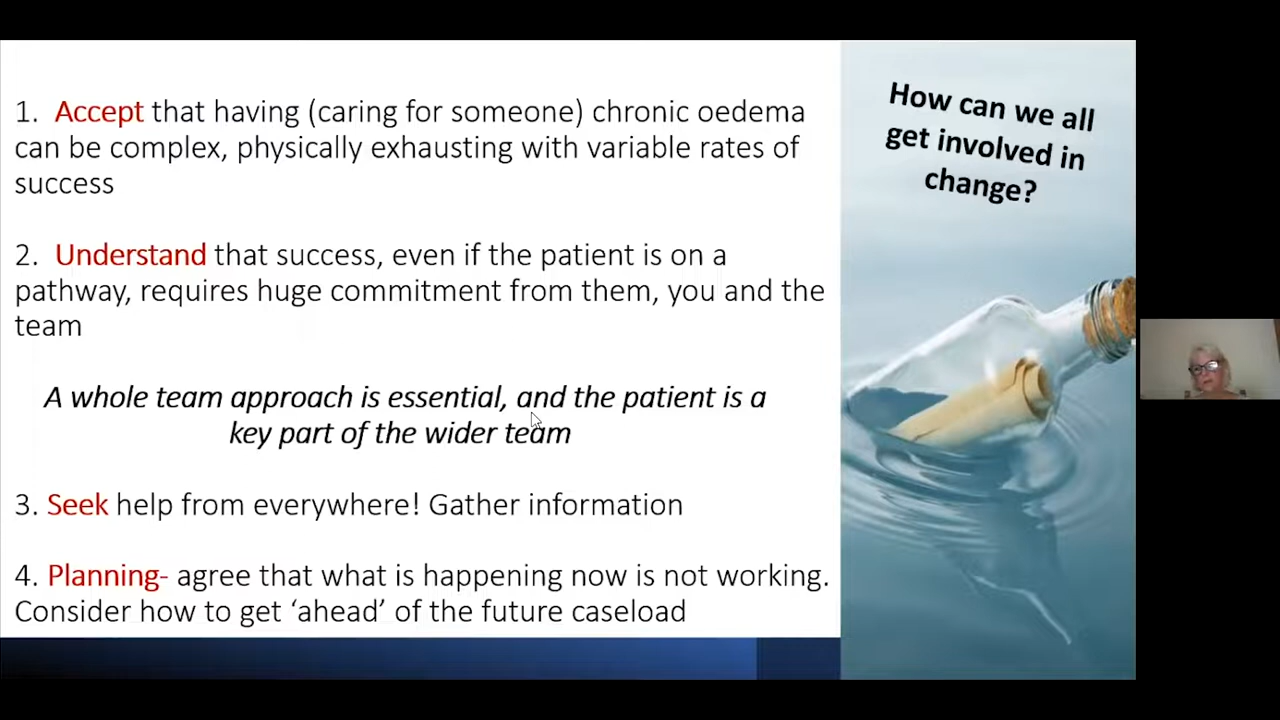 1. Accept that having (caring for someone) chronic oedema
can be complex, physically exhausting with variable rates of
success
2. Understand that success, even if the patient is on a
pathway, requires huge commitment from them, you and the
team
A whole team approach is essential, and the patient is a
key part of the wider team
3. Seek help from everywhere! Gather information
4. Planning- agree that what is happening now is not working.
Consider how to get ‘ahead’ of the future caseload
How can we all
get involved in
change?